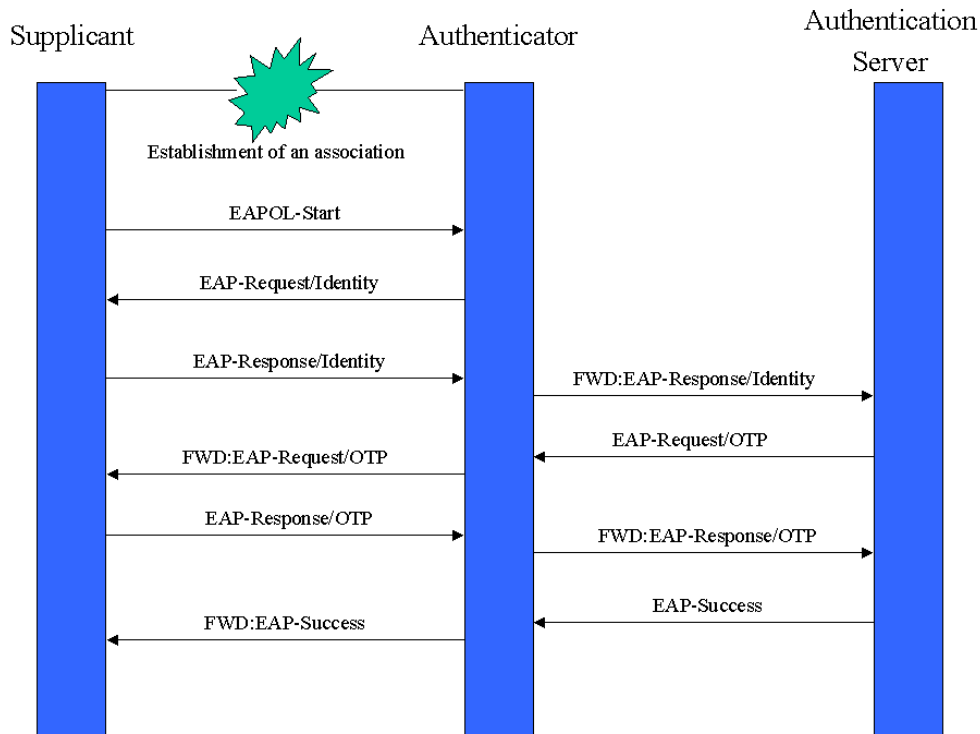 Supplicant
Authenticator
Authentication
Server
Establishment of an association
EAPOL-Start
EAP-Request/Identity
EAP-Response/Identity
FWD:EAP-Response/Identity
EAP-Request/OTP
FWD:EAP-Request/OTP
EAP-Response/OTP
FWD:EAP-Response/OTP
EAP-Success
FWD:EAP-Success